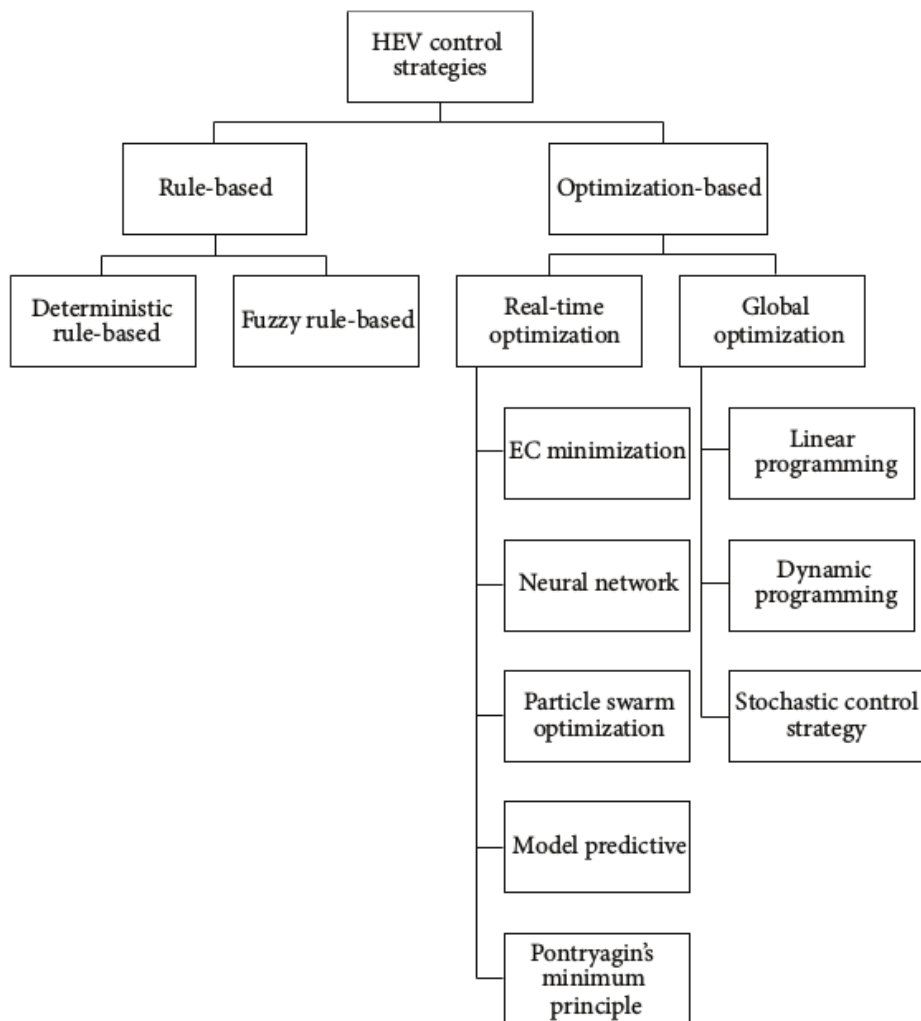 HEV control
strategies
Rule-based
Optimization-based
Deterministic
rule-based
Fuzzy rule-based
Real-time
optimization
Global
optimization
EC minimization
Linear
programming
Neural network
Dynamic
programming
Particle swarm
optimization
Stochastic control
strategy
Model predictive
Pontryagin's
minimum
principle